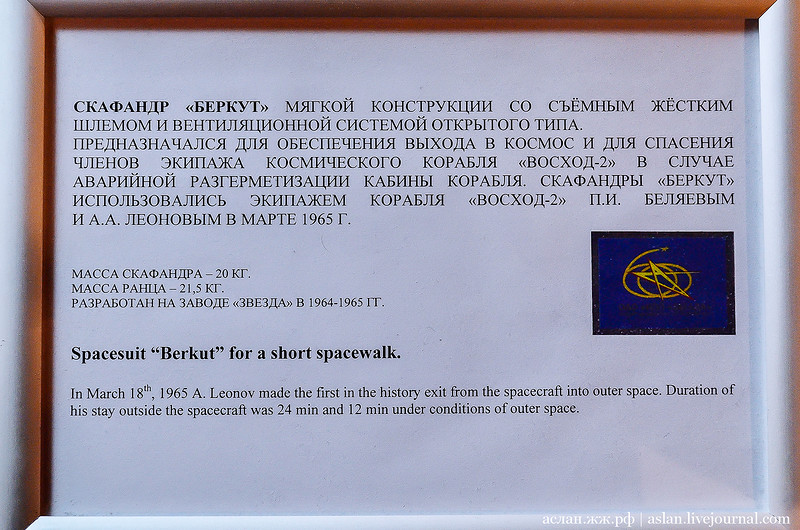 СКАФАНДР «БЕРКУТ» МЯГКОЙ КОНСТРУКЦИИ СО СЪЁМНЫМ ЖЁСТКИМ
ШЛЕМОМ И ВЕНТИЛЯЦИОННОЙ СИСТЕМОЙ ОТКРЫТОГО ТИПА.
ПРЕДНАЗНАЧАЛСЯ ДЛЯ ОБЕСПЕЧЕНИЯ ВЫХОДА В КОСМОС И ДЛЯ СПАСЕНИЯ
ЧЛЕНОВ ЭКИПАЖА КОСМИЧЕСКОГО КОРАБЛЯ «ВОСХОД-2» В СЛУЧАЕ
АВАРИЙНОЙ РАЗГЕРМЕТИЗАЦИИ КАБИНЫ КОРАБЛЯ. СКАФАНДРЫ «БЕРКУТ»
ИСПОЛЬЗОВАЛИСЬ ЭКИПАЖЕМ КОРАБЛЯ «ВОСХОД-2» П.И. БЕЛЯЕВЫМ
И А.А. ЛЕОНОВЫМ В МАРТЕ 1965 Г.
МАССА СКАФАНДРА – 20 КГ.
МАССА РАНЦА – 21,5 КГ.
РАЗРАБОТАН НА ЗАВОДЕ «ЗВЕЗДА» В 1964-1965 ГГ.
Spacesuit “Berkut” for a short spacewalk.
In March 18th, 1965 A. Leonov made the first in the history exit from the spacecraft into outer space. Duration of
his stay outside the spacecraft was 24 min and 12 min under conditions of outer space.
аслан.жж.рф | aslan.livejournal.com